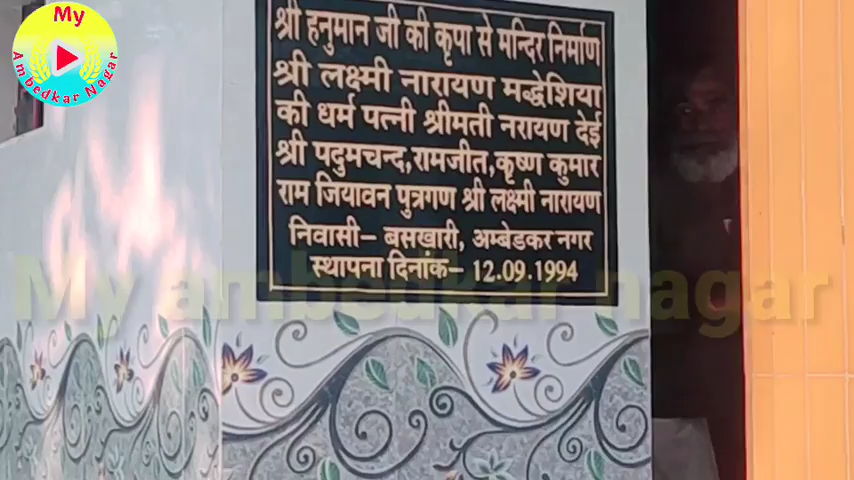 My
Ambedkar Nagar
श्री हनुमान जी की कृपा से मन्दिर निर्माण
श्री लक्ष्मी नारायण मद्धेशिया
की धर्म पत्नी श्रीमती नरायण देई
श्री पदुमचन्द,रामजीत,कृष्ण कुमार
राम जियावन पुत्रगण श्री लक्ष्मी नारायण
निवासी– बसखारी, अम्बेडकर नगर
स्थापना दिनांक– 12.09.1994
My ambedkar nagar